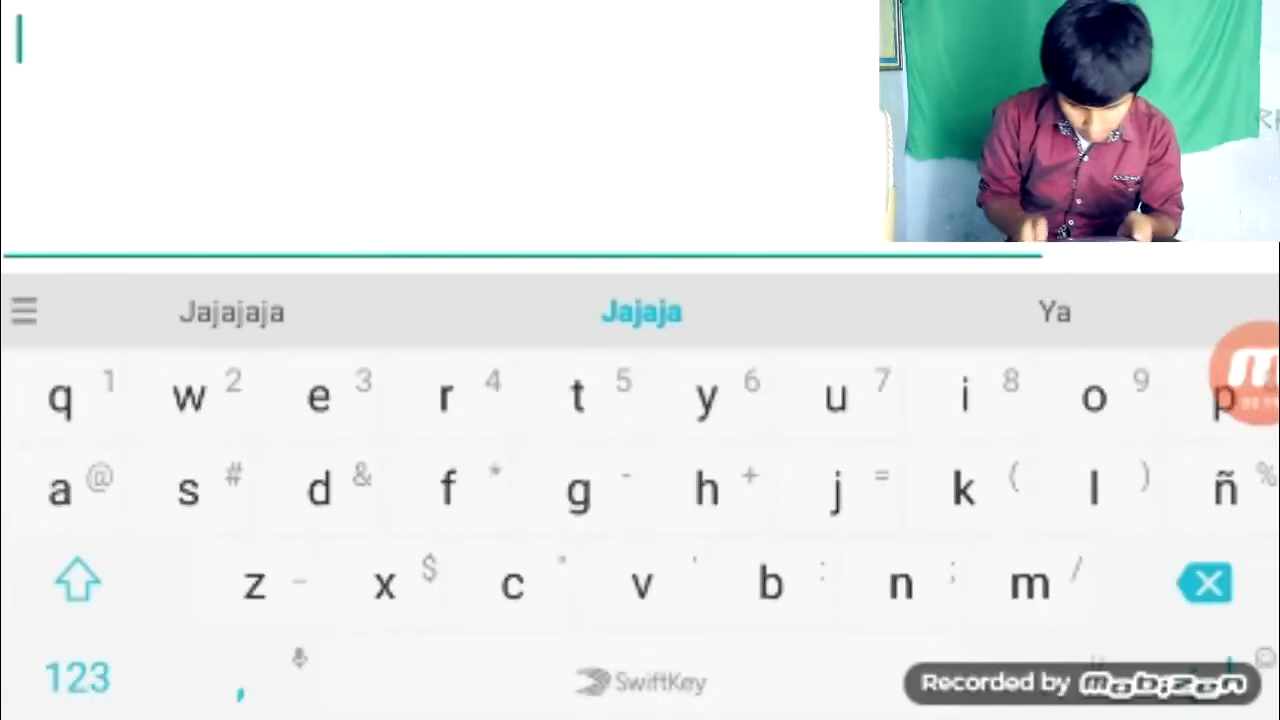 Jajajaja Jajaja Ya
q 1 w 2 e 3 r 4 t 5 y 6 u 7 i 8 o 9 p
a @ s # d & f * g - h + j = k ( l ) ñ %
z _ x $ c " v ' b : n ; m /
123 , SwiftKey
Recorded by Mobizen